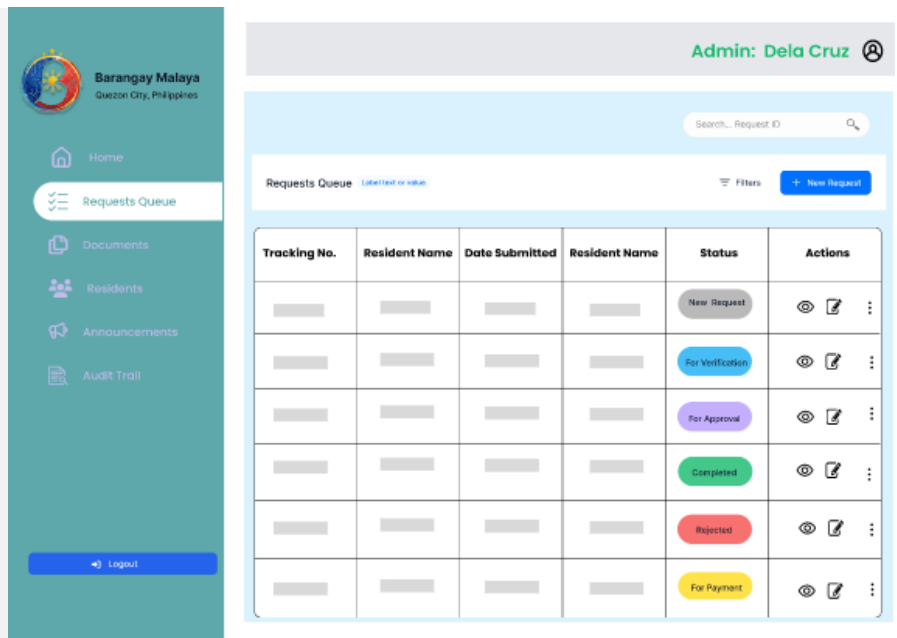 Admin: Dela Cruz
Barangay Malaya
Quezon City, Philippines
Home
Requests Queue
Documents
Residents
Announcements
Audit Trail
Logout
Search... Request ID
Requests Queue Label text or value Filters + New Request
Tracking No. Resident Name Date Submitted Resident Name Status Actions
New Request
For Verification
For Approval
Completed
Rejected
For Payment